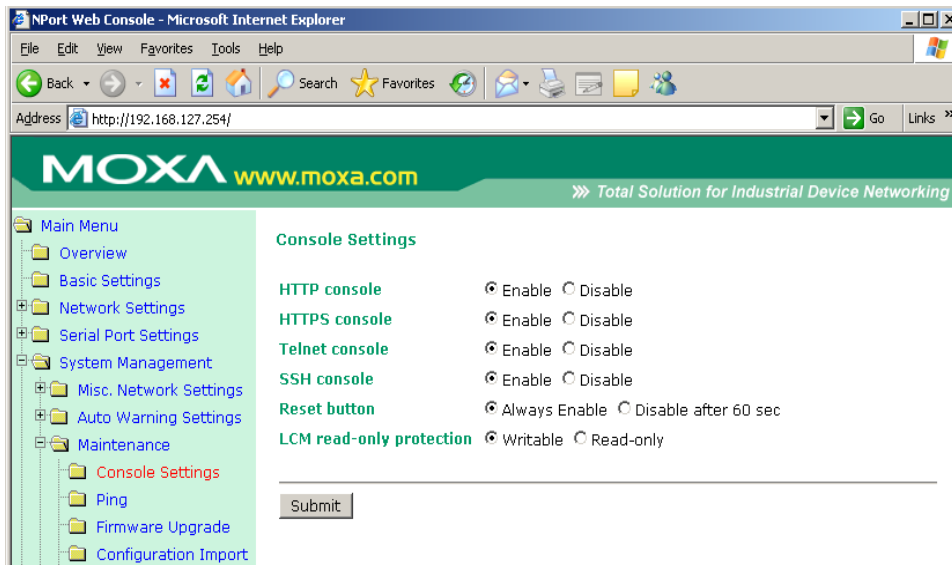 NPort Web Console - Microsoft Internet Explorer
File Edit View Favorites Tools Help
Back Search Favorites
Address http://192.168.127.254/ Go Links »
MOXA www.moxa.com
Total Solution for Industrial Device Networking
Main Menu
Overview
Basic Settings
Network Settings
Serial Port Settings
System Management
Misc. Network Settings
Auto Warning Settings
Maintenance
Console Settings
Ping
Firmware Upgrade
Configuration Import
Console Settings
HTTP console Enable Disable
HTTPS console Enable Disable
Telnet console Enable Disable
SSH console Enable Disable
Reset button Always Enable Disable after 60 sec
LCM read-only protection Writable Read-only
Submit